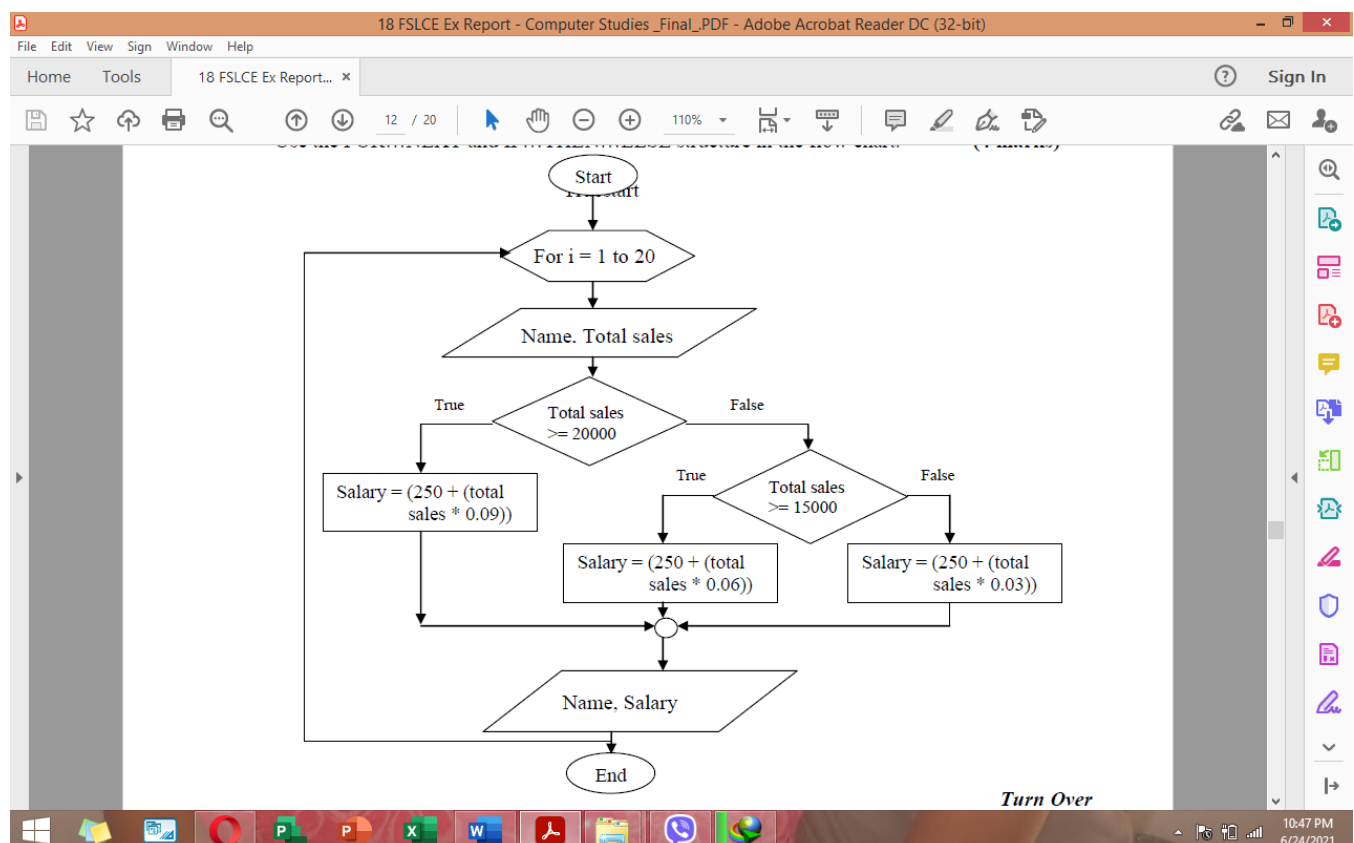 18 FSLCE Ex Report - Computer Studies _Final_.PDF - Adobe Acrobat Reader DC (32-bit)
File Edit View Sign Window Help
Home Tools 18 FSLCE Ex Report... × Sign In
12 / 20 110%
Start
For i = 1 to 20
Name. Total sales
True
Total sales
>= 20000
False
Salary = (250 + (total
sales * 0.09))
True
Total sales
>= 15000
False
Salary = (250 + (total
sales * 0.06))
Salary = (250 + (total
sales * 0.03))
Name, Salary
End
Turn Over
10:47 PM
6/24/2021